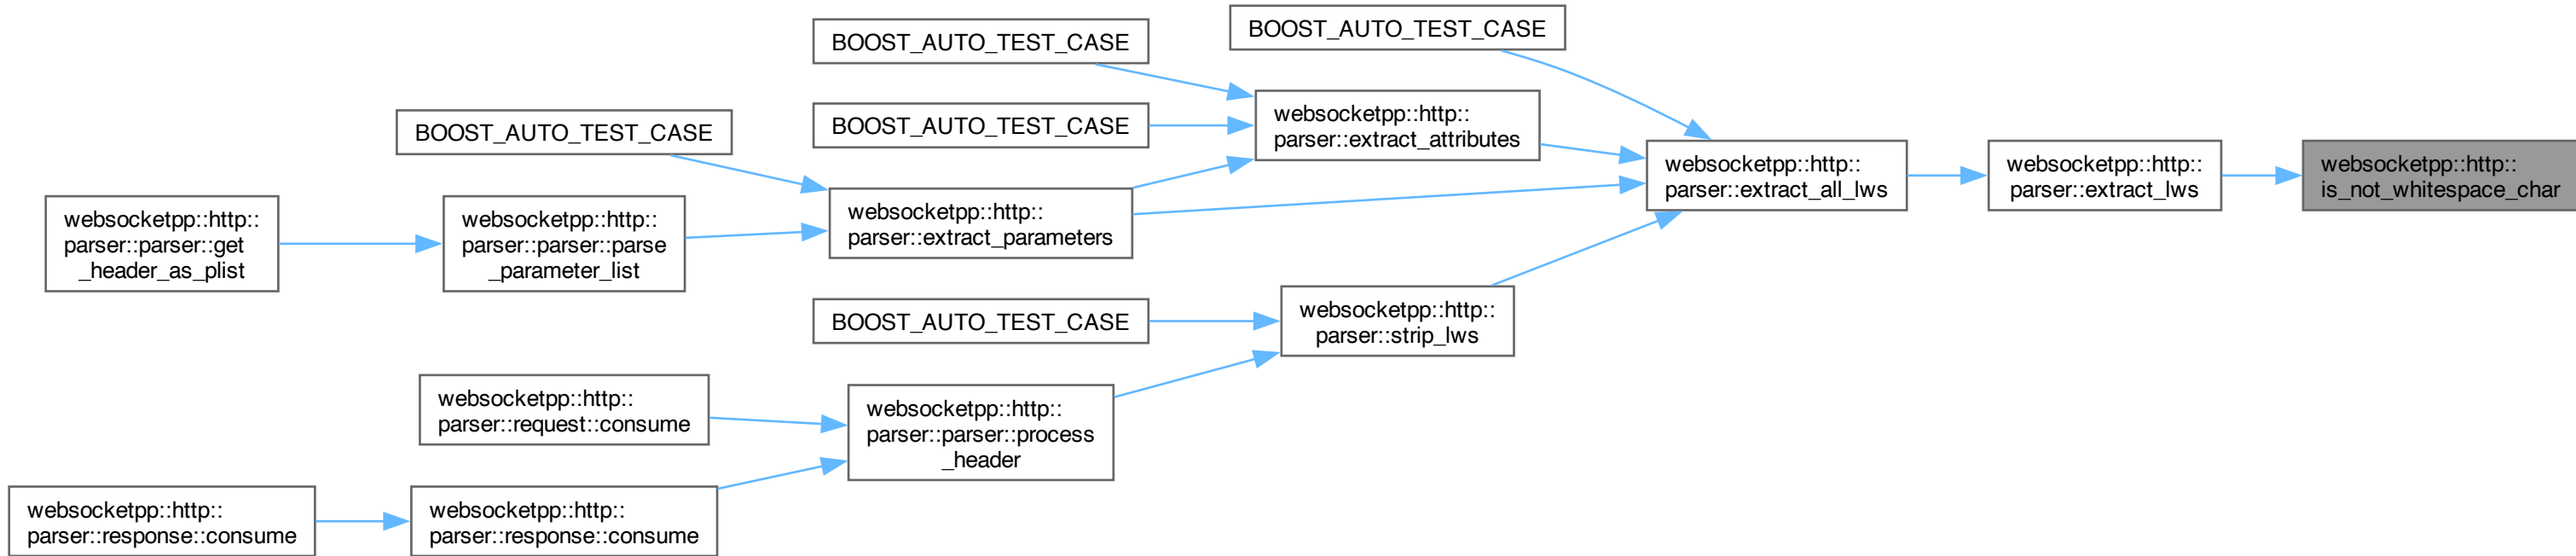 BOOST_AUTO_TEST_CASE
BOOST_AUTO_TEST_CASE
BOOST_AUTO_TEST_CASE
BOOST_AUTO_TEST_CASE
websocketpp::http::
parser::extract_attributes
websocketpp::http::
parser::extract_all_lws
websocketpp::http::
parser::extract_lws
websocketpp::http::
is_not_whitespace_char
websocketpp::http::
parser::parser::get
_header_as_plist
websocketpp::http::
parser::parser::parse
_parameter_list
websocketpp::http::
parser::extract_parameters
BOOST_AUTO_TEST_CASE
websocketpp::http::
parser::strip_lws
websocketpp::http::
parser::request::consume
websocketpp::http::
parser::parser::process
_header
websocketpp::http::
parser::response::consume
websocketpp::http::
parser::response::consume